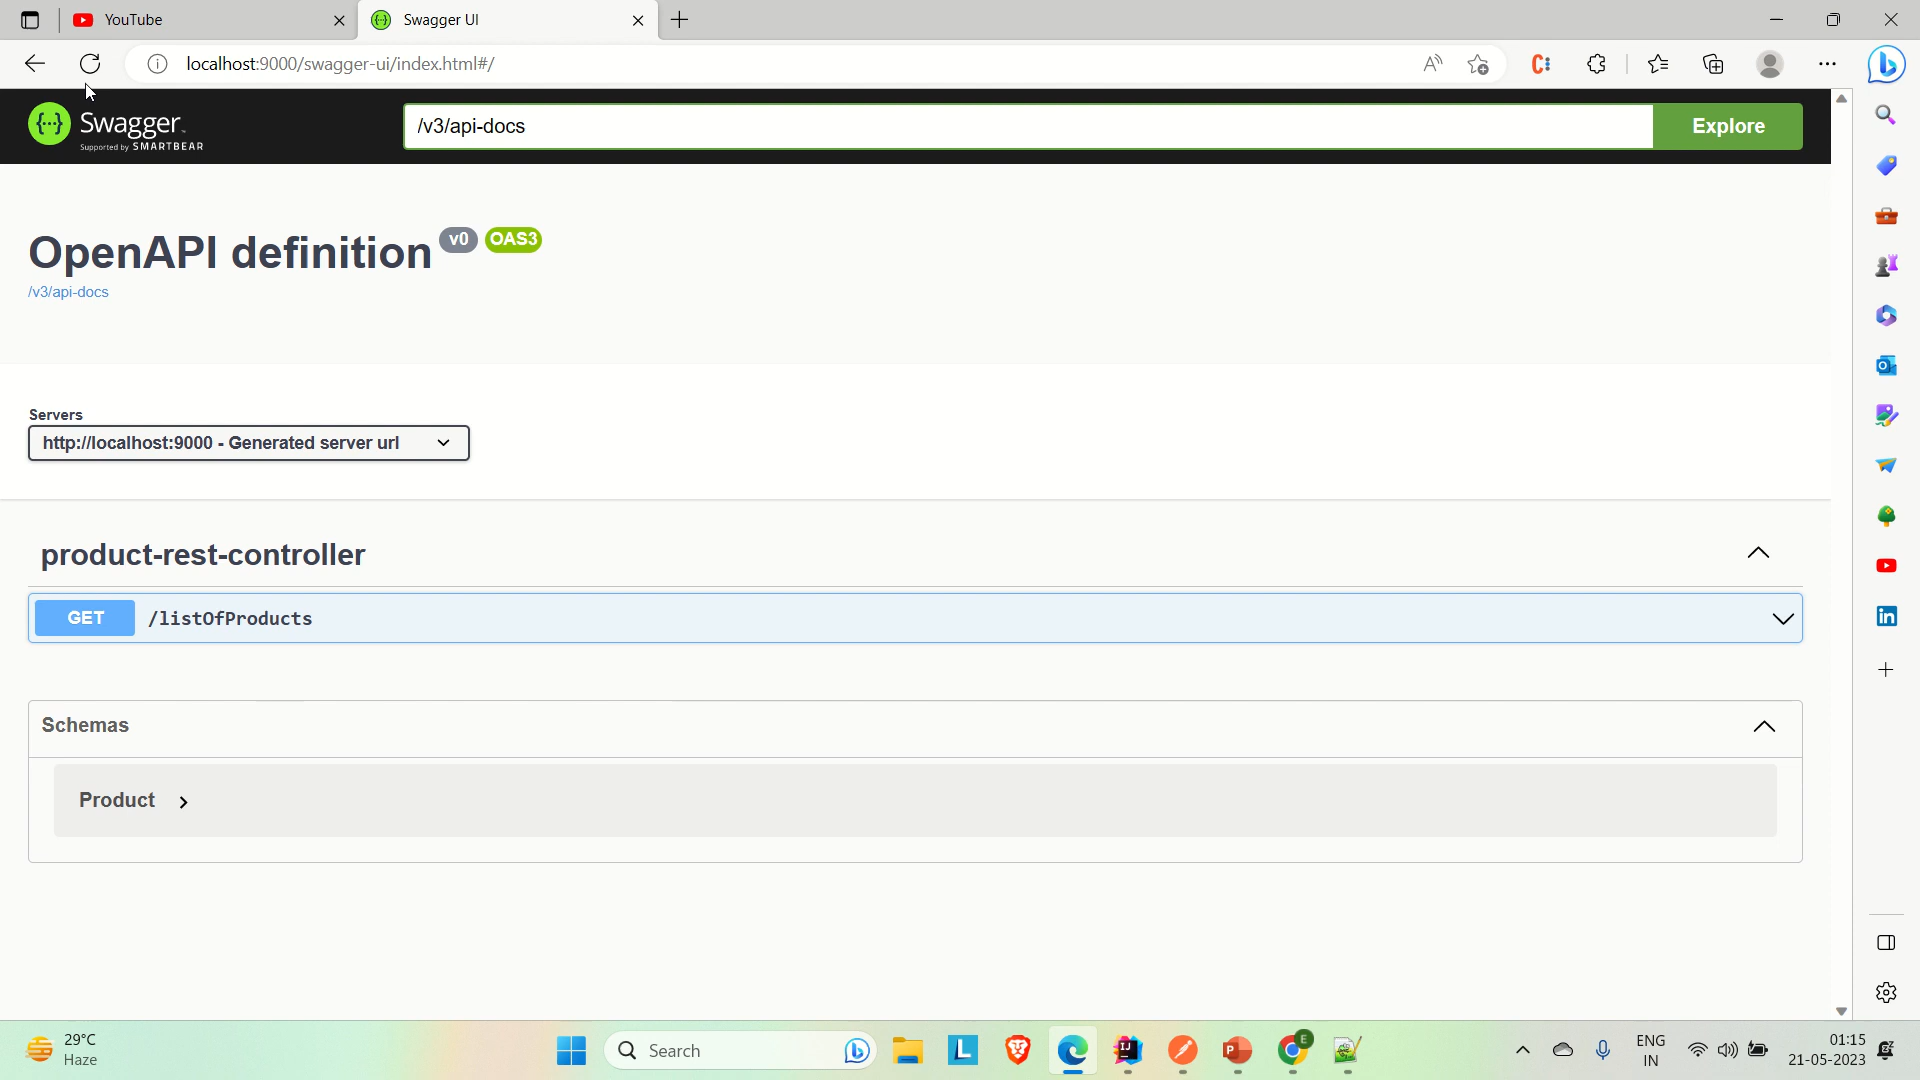 YouTube
Swagger UI
localhost:9000/swagger-ui/index.html#/
Swagger
Supported by SMARTBEAR
/v3/api-docs
Explore
OpenAPI definition v0 OAS3
/v3/api-docs
Servers
http://localhost:9000 - Generated server url
product-rest-controller
GET /listOfProducts
Schemas
Product
29°C
Haze
Search
ENG
IN
01:15
21-05-2023